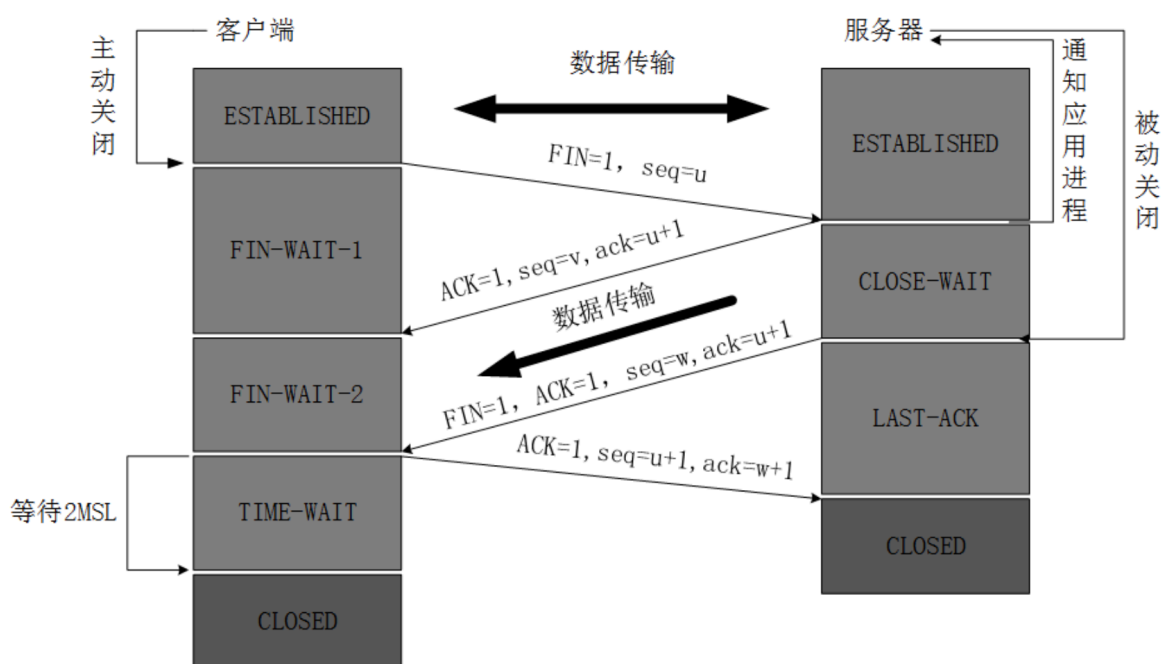 客户端
服务器
主动关闭
数据传输
通知应用进程
被动关闭
ESTABLISHED
ESTABLISHED
FIN=1, seq=u
FIN-WAIT-1
ACK=1,seq=v,ack=u+1
CLOSE-WAIT
数据传输
FIN=1, ACK=1, seq=w,ack=u+1
FIN-WAIT-2
LAST-ACK
ACK=1,seq=u+1,ack=w+1
等待2MSL
TIME-WAIT
CLOSED
CLOSED